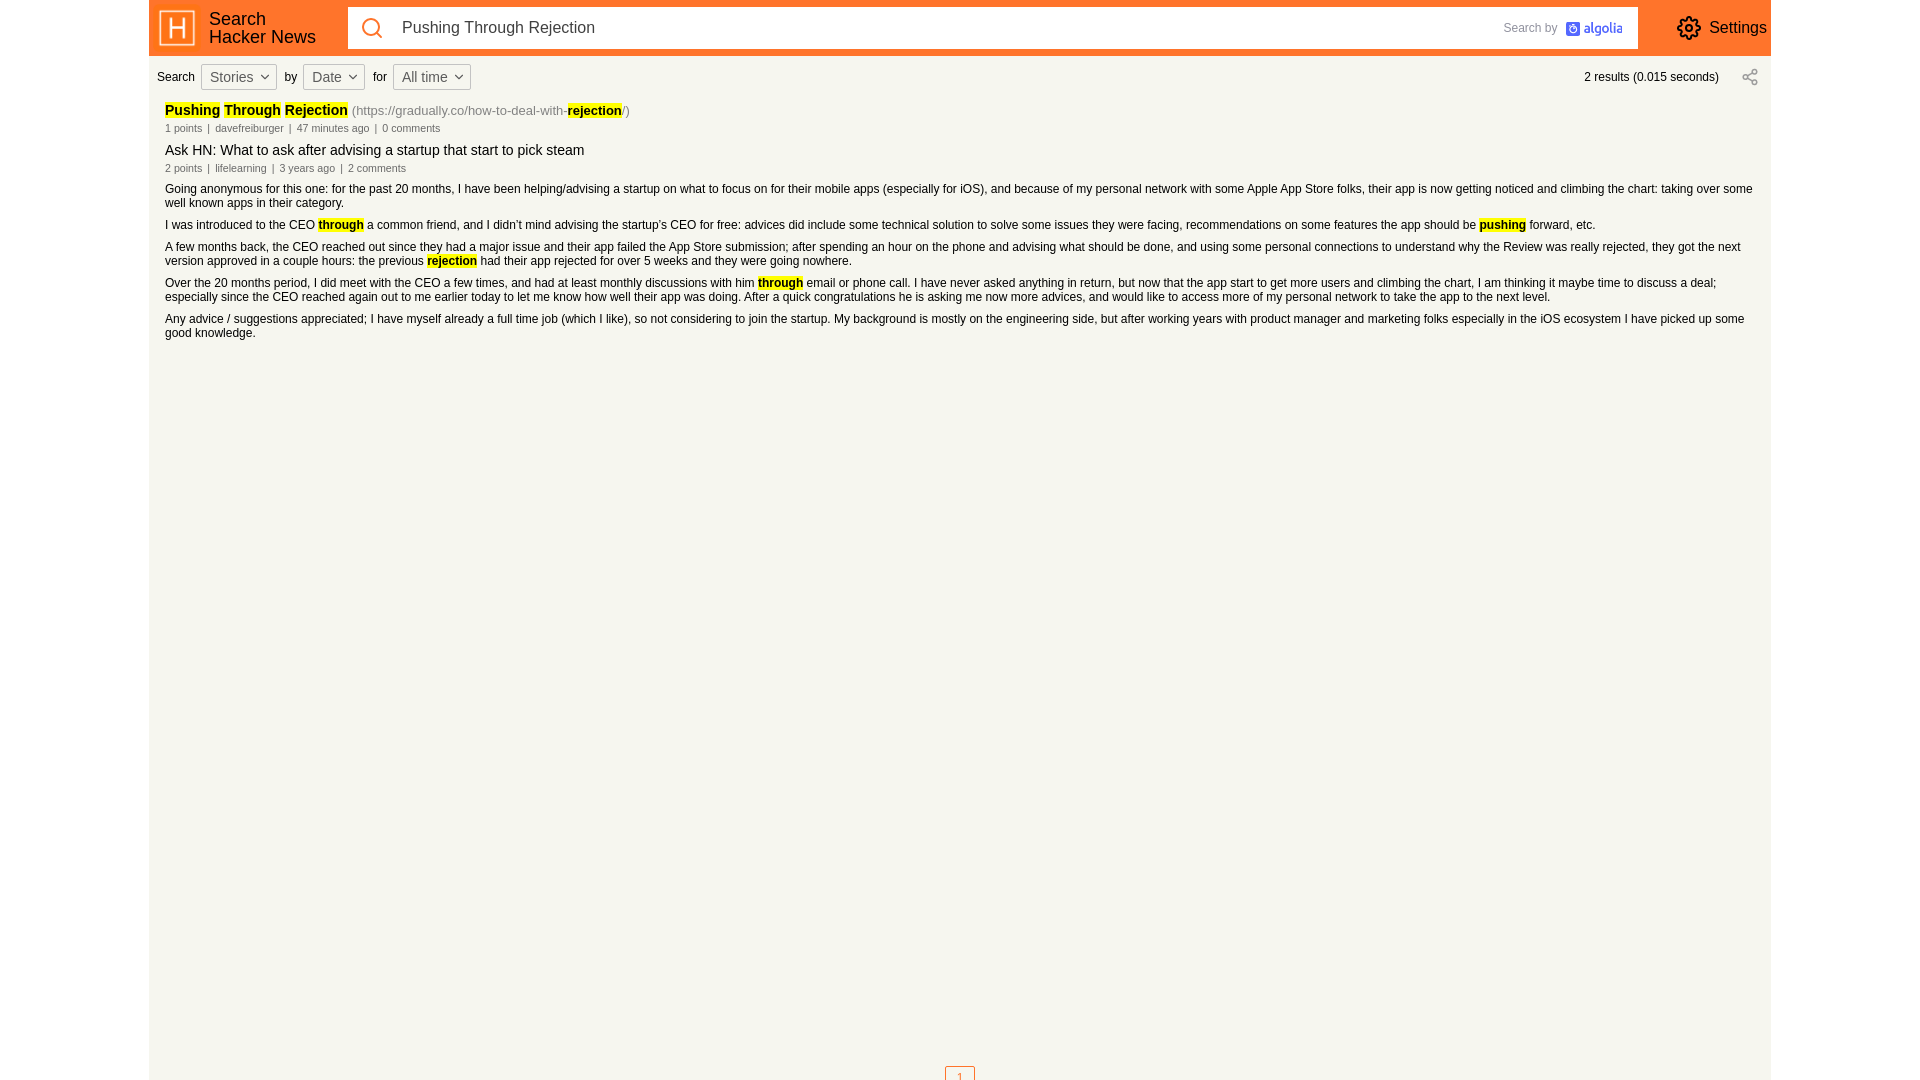 H
Search
Hacker News
Pushing Through Rejection
Search by algolia
Settings
Search Stories by Date for All time
2 results (0.015 seconds)
Pushing Through Rejection (https://gradually.co/how-to-deal-with-rejection/)
1 points | davefreiburger | 47 minutes ago | 0 comments
Ask HN: What to ask after advising a startup that start to pick steam
2 points | lifelearning | 3 years ago | 2 comments
Going anonymous for this one: for the past 20 months, I have been helping/advising a startup on what to focus on for their mobile apps (especially for iOS), and because of my personal network with some Apple App Store folks, their app is now getting noticed and climbing the chart: taking over some
well known apps in their category.
I was introduced to the CEO through a common friend, and I didn’t mind advising the startup’s CEO for free: advices did include some technical solution to solve some issues they were facing, recommendations on some features the app should be pushing forward, etc.
A few months back, the CEO reached out since they had a major issue and their app failed the App Store submission; after spending an hour on the phone and advising what should be done, and using some personal connections to understand why the Review was really rejected, they got the next
version approved in a couple hours: the previous rejection had their app rejected for over 5 weeks and they were going nowhere.
Over the 20 months period, I did meet with the CEO a few times, and had at least monthly discussions with him through email or phone call. I have never asked anything in return, but now that the app start to get more users and climbing the chart, I am thinking it maybe time to discuss a deal;
especially since the CEO reached again out to me earlier today to let me know how well their app was doing. After a quick congratulations he is asking me now more advices, and would like to access more of my personal network to take the app to the next level.
Any advice / suggestions appreciated; I have myself already a full time job (which I like), so not considering to join the startup. My background is mostly on the engineering side, but after working years with product manager and marketing folks especially in the iOS ecosystem I have picked up some
good knowledge.
1